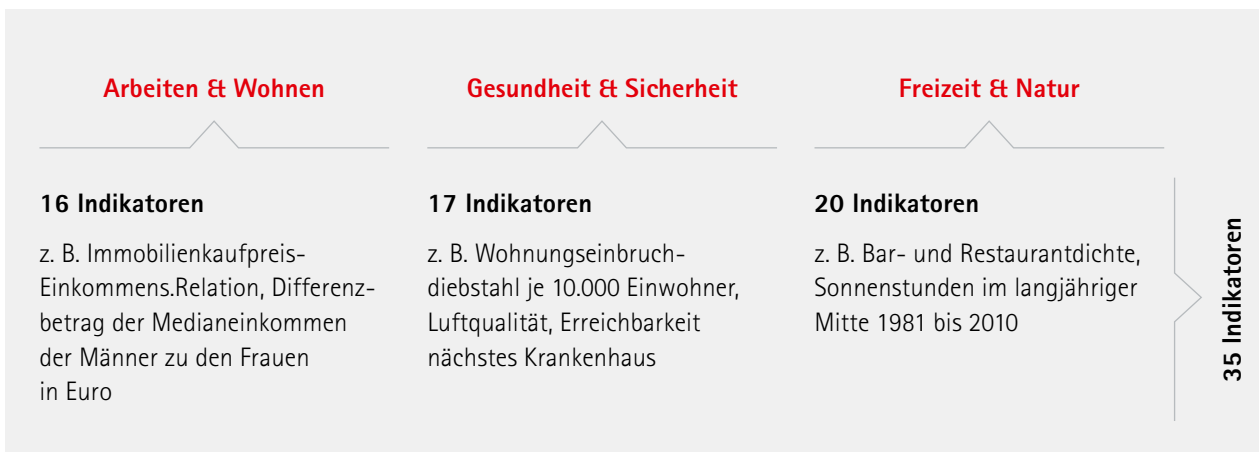 Arbeiten & Wohnen
16 Indikatoren
z. B. Immobilienkaufpreis-
Einkommens.Relation, Differenz-
betrag der Medianeinkommen
der Männer zu den Frauen
in Euro
Gesundheit & Sicherheit
17 Indikatoren
z. B. Wohnungseinbruch-
diebstahl je 10.000 Einwohner,
Luftqualität, Erreichbarkeit
nächstes Krankenhaus
Freizeit & Natur
20 Indikatoren
z. B. Bar- und Restaurantdichte,
Sonnenstunden im langjähriger
Mitte 1981 bis 2010
35 Indikatoren